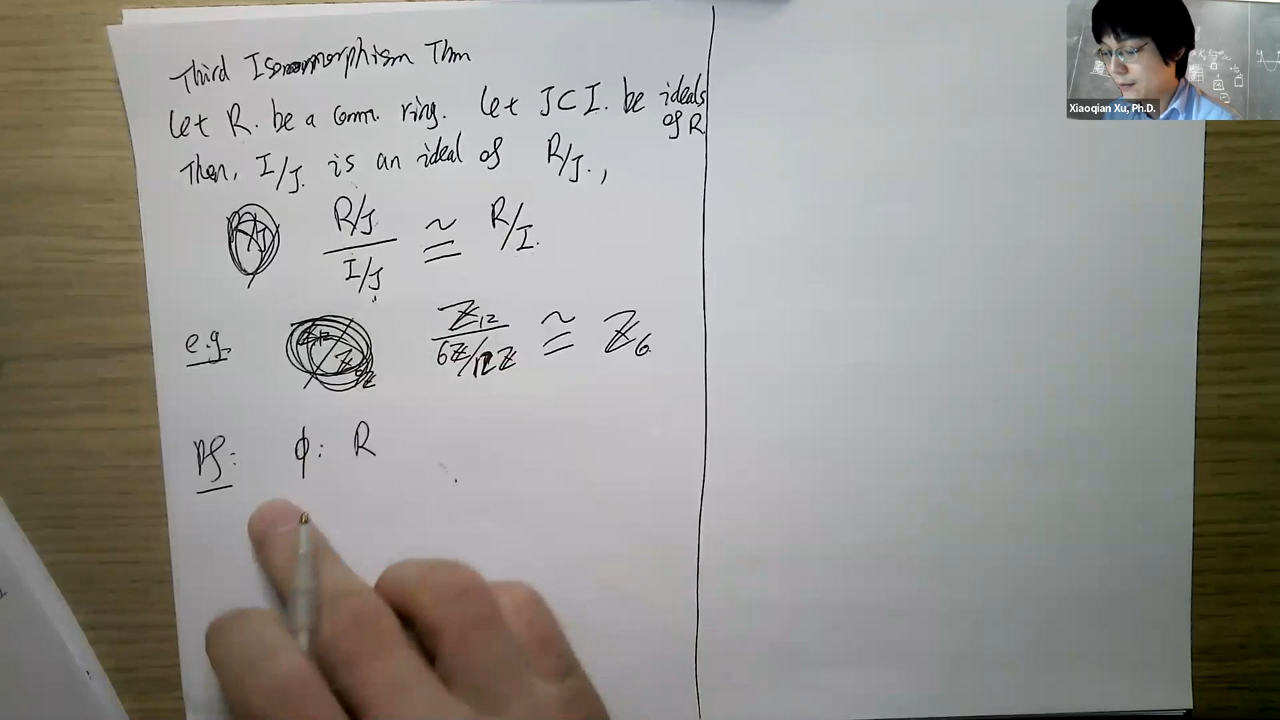 Third Isomorphism Thm
Let R. be a comm. ring. Let J⊂I. be ideals of R
Then, I/J. is an ideal of R/J.,
R/J / I/J. ≅ R/I.
e.g. Z₁₂ / 6Z/12Z ≅ Z₆.
Pf: φ: R
Xiaoqian Xu, Ph.D.